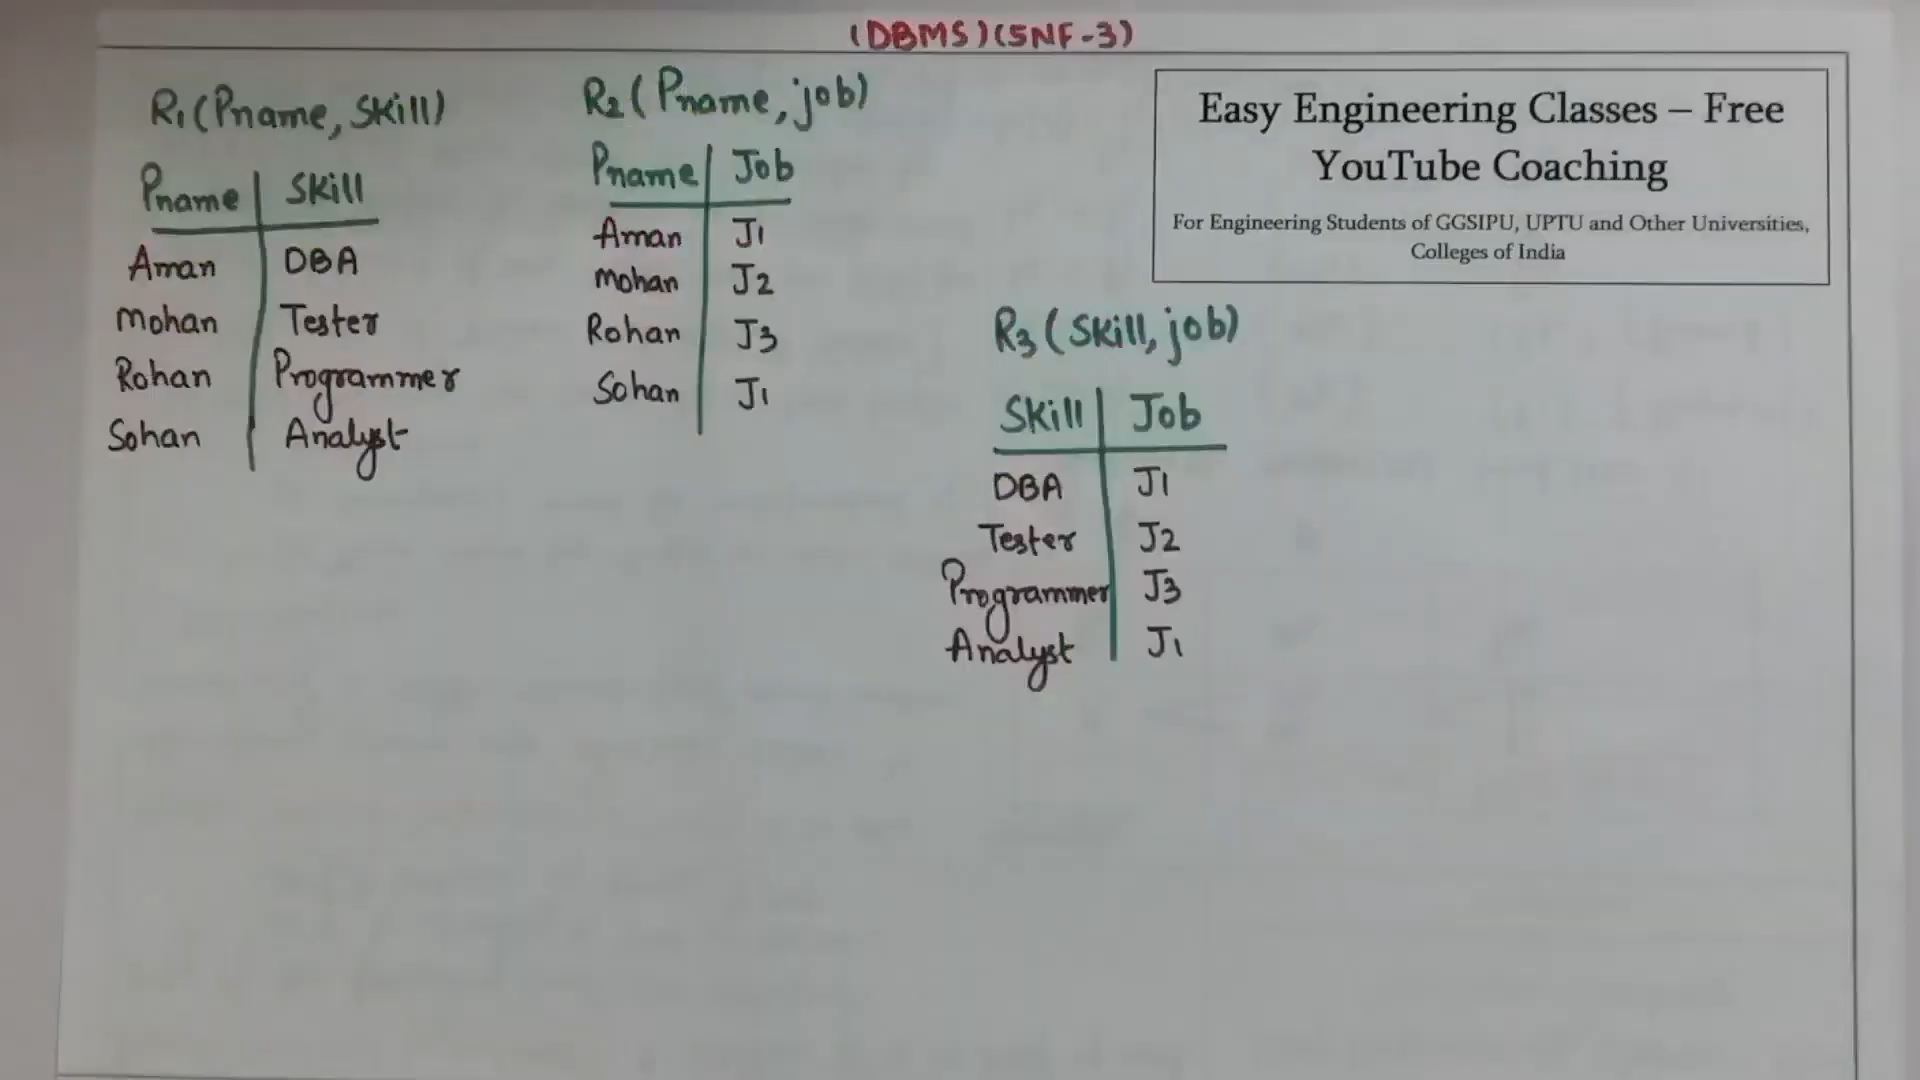 (DBMS)(5NF-3)
R1(Pname, Skill)
Pname Skill
Aman DBA
Mohan Tester
Rohan Programmer
Sohan Analyst
R2(Pname, job)
Pname Job
Aman J1
Mohan J2
Rohan J3
Sohan J1
Easy Engineering Classes – Free
YouTube Coaching
For Engineering Students of GGSIPU, UPTU and Other Universities,
Colleges of India
R3(Skill, job)
Skill Job
DBA J1
Tester J2
Programmer J3
Analyst J1